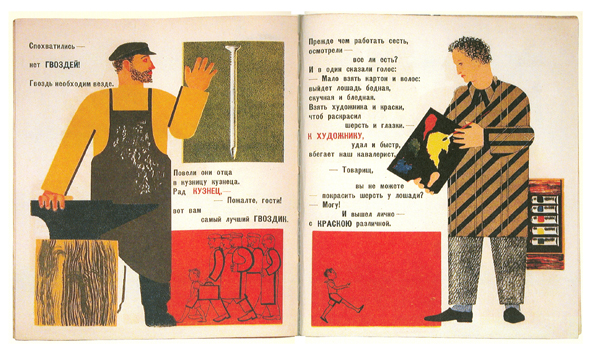 Спохватились —
нет ГВОЗДЕЙ!
Гвоздь необходим везде.
Повели они отца
в кузницу кузнеца.
Рад КУЗНЕЦ, —
— Пожалте, гости!
вот вам
самый лучший ГВОЗДИК.
Прежде чем работать сесть,
осмотрели —
все ли есть?
И в один сказали голос:
— Мало взять картон и волос:
выйдет лошадь бедная,
скучная и бледная.
Взять художника и краски,
чтоб раскрасил
шерсть и глазки. —
К ХУДОЖНИКУ,
удал и быстр,
вбегает наш кавалерист.
— Товарищ,
вы не можете
покрасить шерсть у лошади?
— Могу!
И вышел лично
с КРАСКОЮ различной.